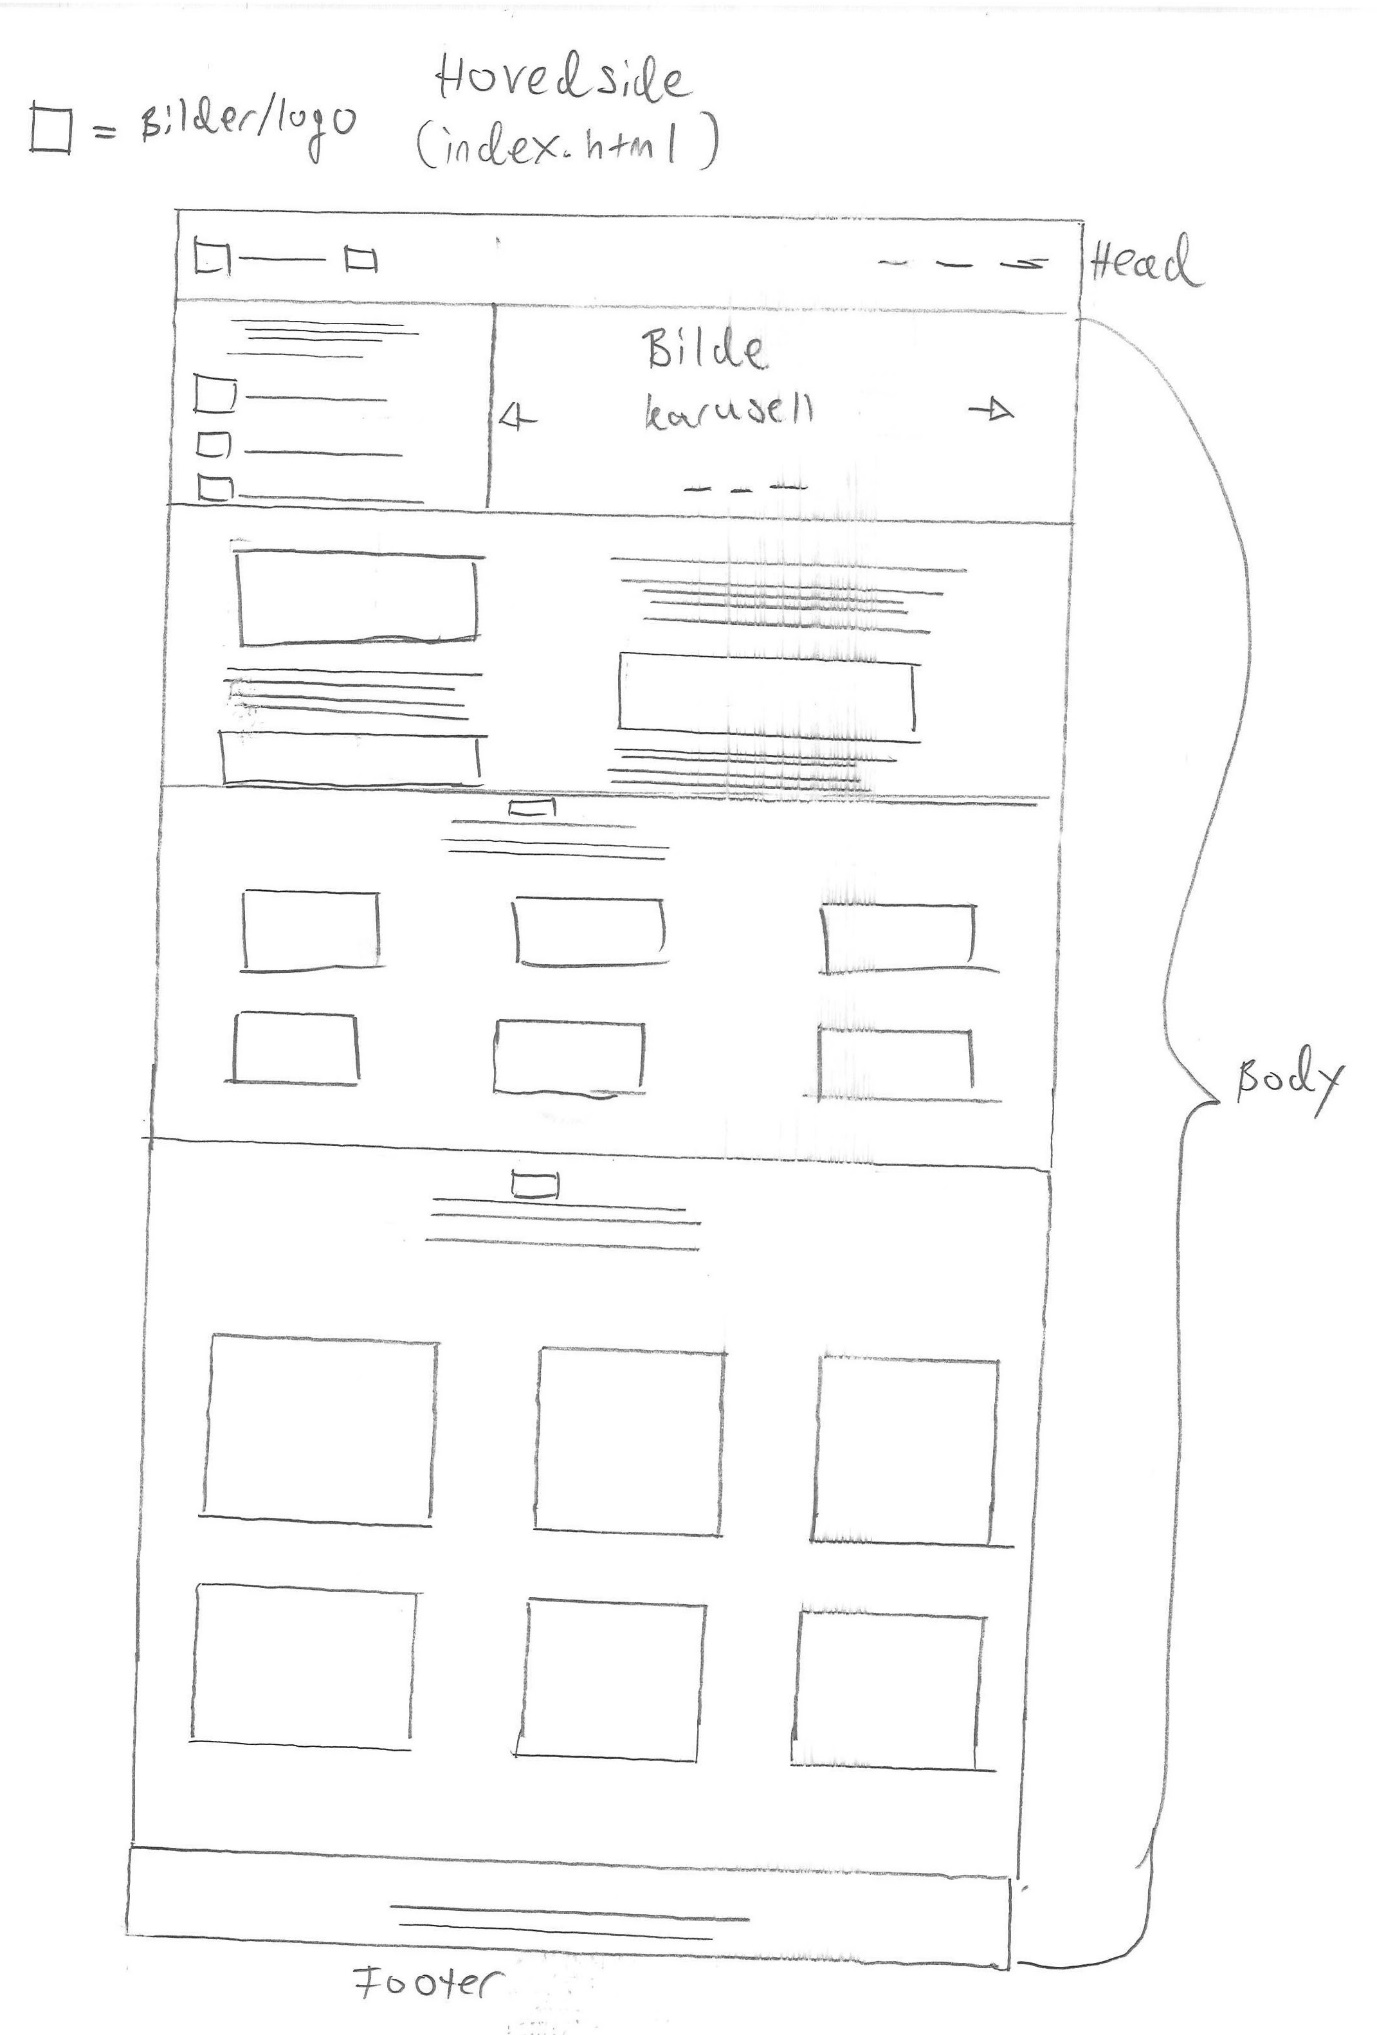 Hovedside
(index.html)
= Bilder/logo
Head
Bilde
karusell
Body
Footer